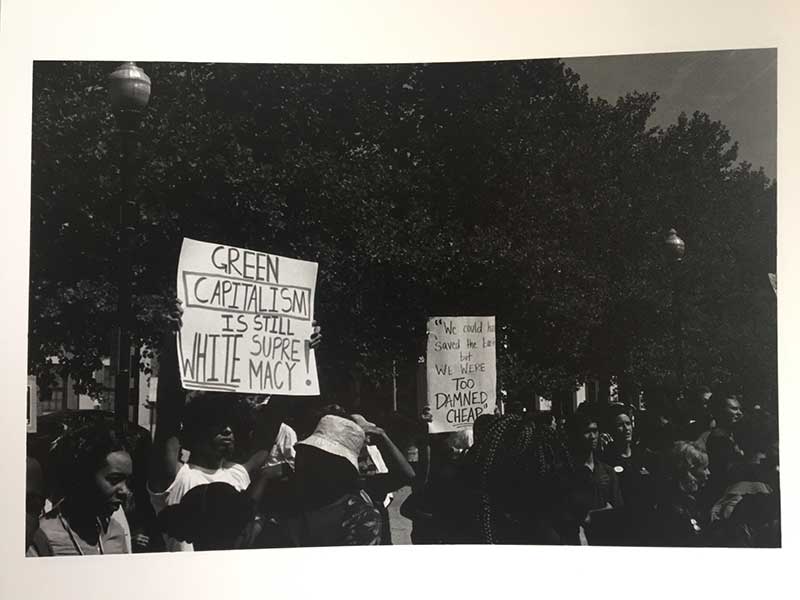 GREEN
CAPITALISM
IS STILL
WHITE SUPRE
MACY!
"We could
saved the
but
WE WERE
TOO
DAMNED
CHEAP"